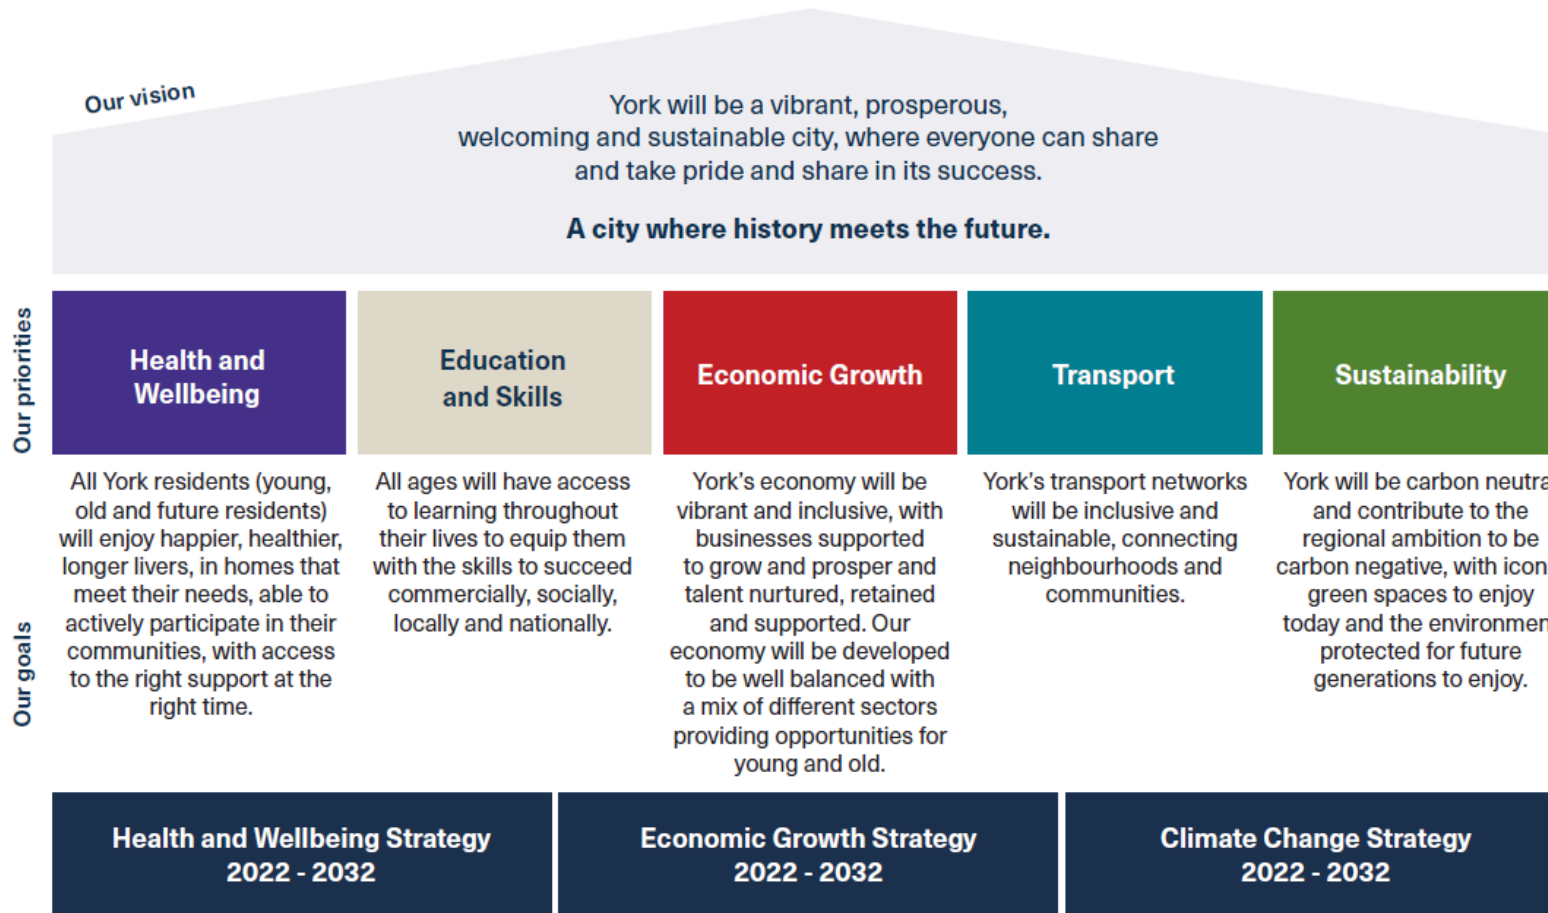 Our vision
York will be a vibrant, prosperous,
welcoming and sustainable city, where everyone can share
and take pride and share in its success.
A city where history meets the future.
Our priorities
Health and
Wellbeing
Education
and Skills
Economic Growth
Transport
Sustainability
Our goals
All York residents (young,
old and future residents)
will enjoy happier, healthier,
longer livers, in homes that
meet their needs, able to
actively participate in their
communities, with access
to the right support at the
right time.
All ages will have access
to learning throughout
their lives to equip them
with the skills to succeed
commercially, socially,
locally and nationally.
York's economy will be
vibrant and inclusive, with
businesses supported
to grow and prosper and
talent nurtured, retained
and supported. Our
economy will be developed
to be well balanced with
a mix of different sectors
providing opportunities for
young and old.
York's transport networks
will be inclusive and
sustainable, connecting
neighbourhoods and
communities.
York will be carbon neutra
and contribute to the
regional ambition to be
carbon negative, with icon
green spaces to enjoy
today and the environmen
protected for future
generations to enjoy.
Health and Wellbeing Strategy
2022 - 2032
Economic Growth Strategy
2022 - 2032
Climate Change Strategy
2022 - 2032